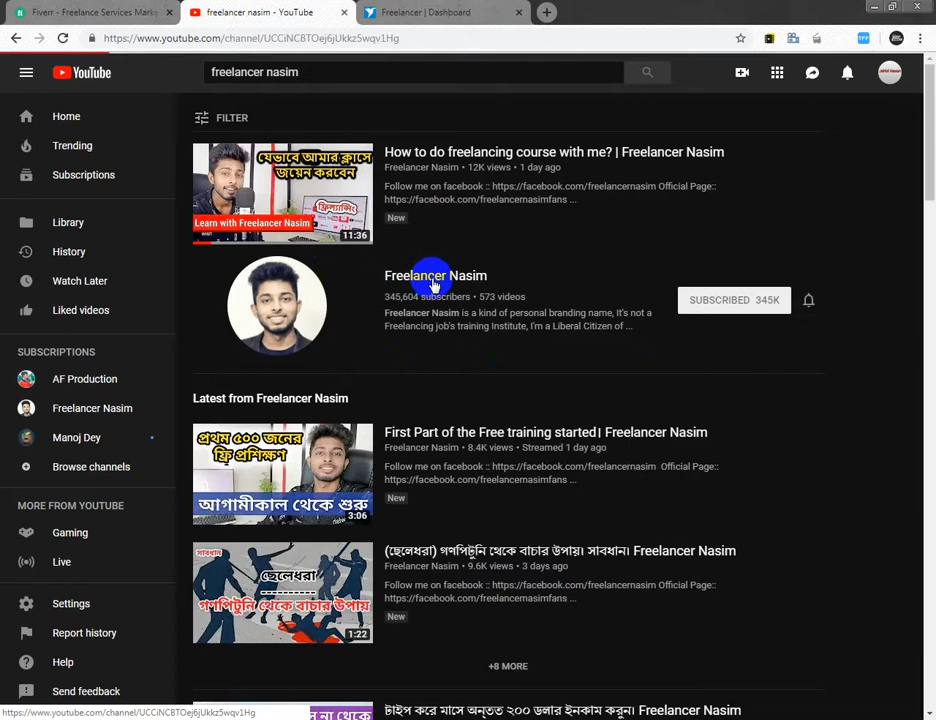 Fiverr - Freelance Services Mark
freelancer nasim - YouTube
Freelancer | Dashboard
https://www.youtube.com/channel/UCCiNCBTOej6jUkkz5wqv1Hg
YouTube
freelancer nasim
Home
Trending
Subscriptions
Library
History
Watch Later
Liked videos
SUBSCRIPTIONS
AF Production
Freelancer Nasim
Manoj Dey
Browse channels
MORE FROM YOUTUBE
Gaming
Live
Settings
Report history
Help
Send feedback
https://www.youtube.com/channel/UCCiNCBTOej6jUkkz5wqv1Hg
FILTER
যেভাবে আমার ক্লাসে
জয়েন করবেন
ফ্রিল্যান্সিং
Learn with Freelancer Nasim
11:36
How to do freelancing course with me? | Freelancer Nasim
Freelancer Nasim • 12K views • 1 day ago
Follow me on facebook :: https://facebook.com/freelancernasim Official Page::
https://facebook.com/freelancernasimfans ...
New
Freelancer Nasim
345,604 subscribers • 573 videos
Freelancer Nasim is a kind of personal branding name, It's not a
Freelancing job's training Institute, I'm a Liberal Citizen of ...
SUBSCRIBED 345K
Latest from Freelancer Nasim
প্রথম ৫০০ জনের
ফ্রি প্রশিক্ষণ
আগামীকাল থেকে শুরু
3:06
First Part of the Free training started| Freelancer Nasim
Freelancer Nasim • 8.4K views • Streamed 1 day ago
Follow me on facebook :: https://facebook.com/freelancernasim Official Page::
https://facebook.com/freelancernasimfans ...
New
সাবধান
ছেলেধরা
গণপিটুনি থেকে বাচার উপায়
1:22
(ছেলেধরা) গণপিটুনি থেকে বাচার উপায়। সাবধান। Freelancer Nasim
Freelancer Nasim • 9.6K views • 3 days ago
Follow me on facebook :: https://facebook.com/freelancernasim Official Page::
https://facebook.com/freelancernasimfans ...
New
+8 MORE
টাইপ করে মাসে অন্তত ২০০ ডলার ইনকাম করুন। Freelancer Nasim